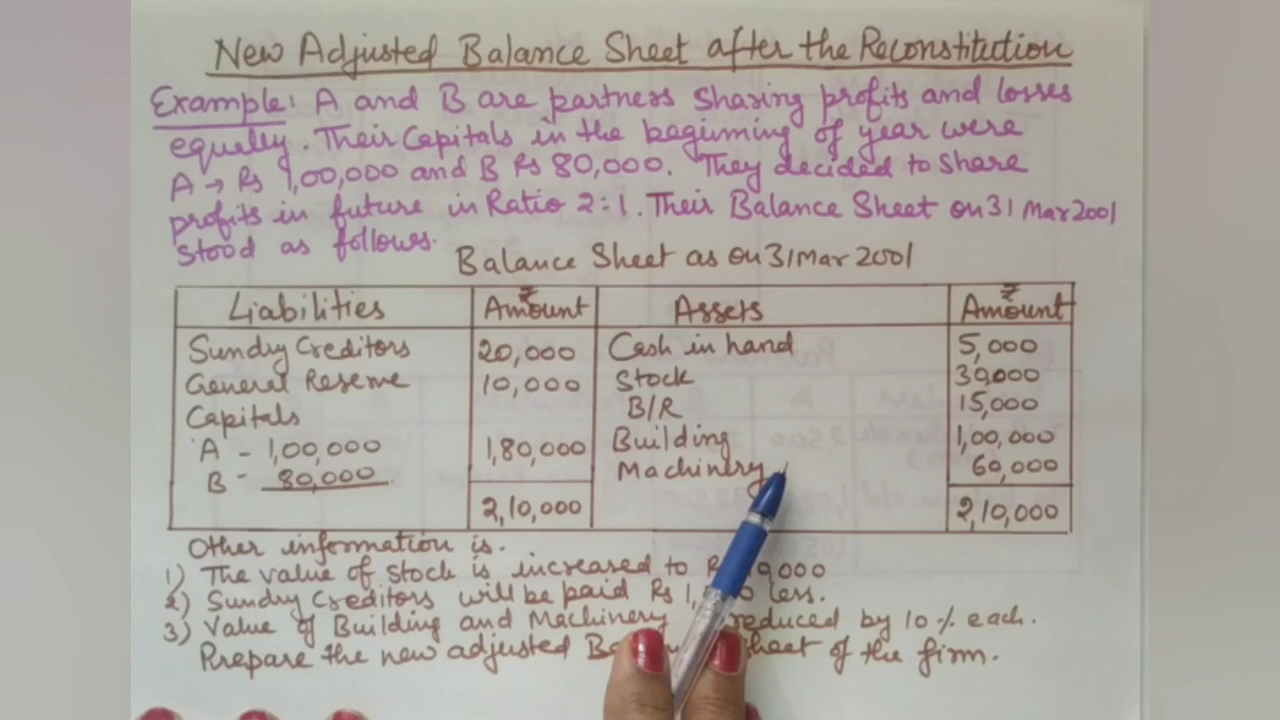 New Adjusted Balance Sheet after the Reconstitution
Example: A and B are partners sharing profits and losses
equally. Their Capitals in the beginning of year were
A → Rs 1,00,000 and B Rs 80,000. They decided to share
profits in future in Ratio 2:1. Their Balance Sheet on 31 Mar 2001
stood as follows.
Balance Sheet as on 31 Mar 2001
Liabilities ₹ Amount Assets ₹ Amount
Sundry Creditors 20,000 Cash in hand 5,000
General Reserve 10,000 Stock 30,000
Capitals B/R 15,000
A - 1,00,000 1,80,000 Building 1,00,000
B - 80,000 Machinery 60,000
2,10,000 2,10,000
Other information is.
1) The value of stock is increased to
2) Sundry Creditors will be paid Rs less.
3) Value of Building and Machinery reduced by 10% each.
Prepare the new adjusted Sheet of the firm.